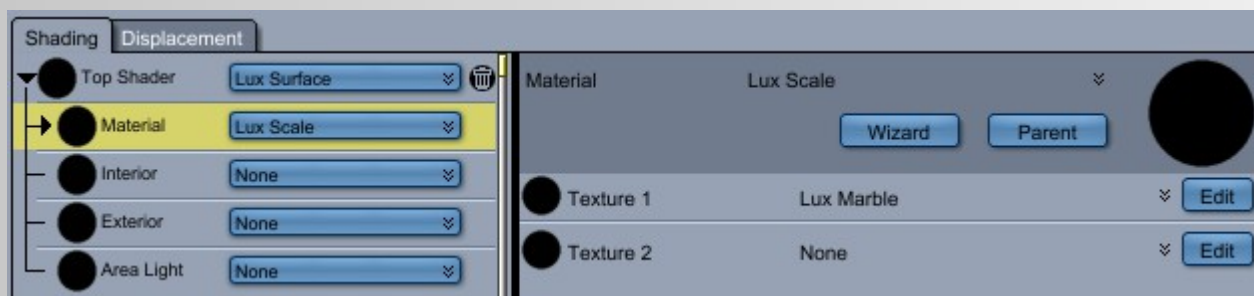 Shading Displacement
Top Shader Lux Surface
Material Lux Scale
Interior None
Exterior None
Area Light None
Material Lux Scale
Wizard Parent
Texture 1 Lux Marble Edit
Texture 2 None Edit